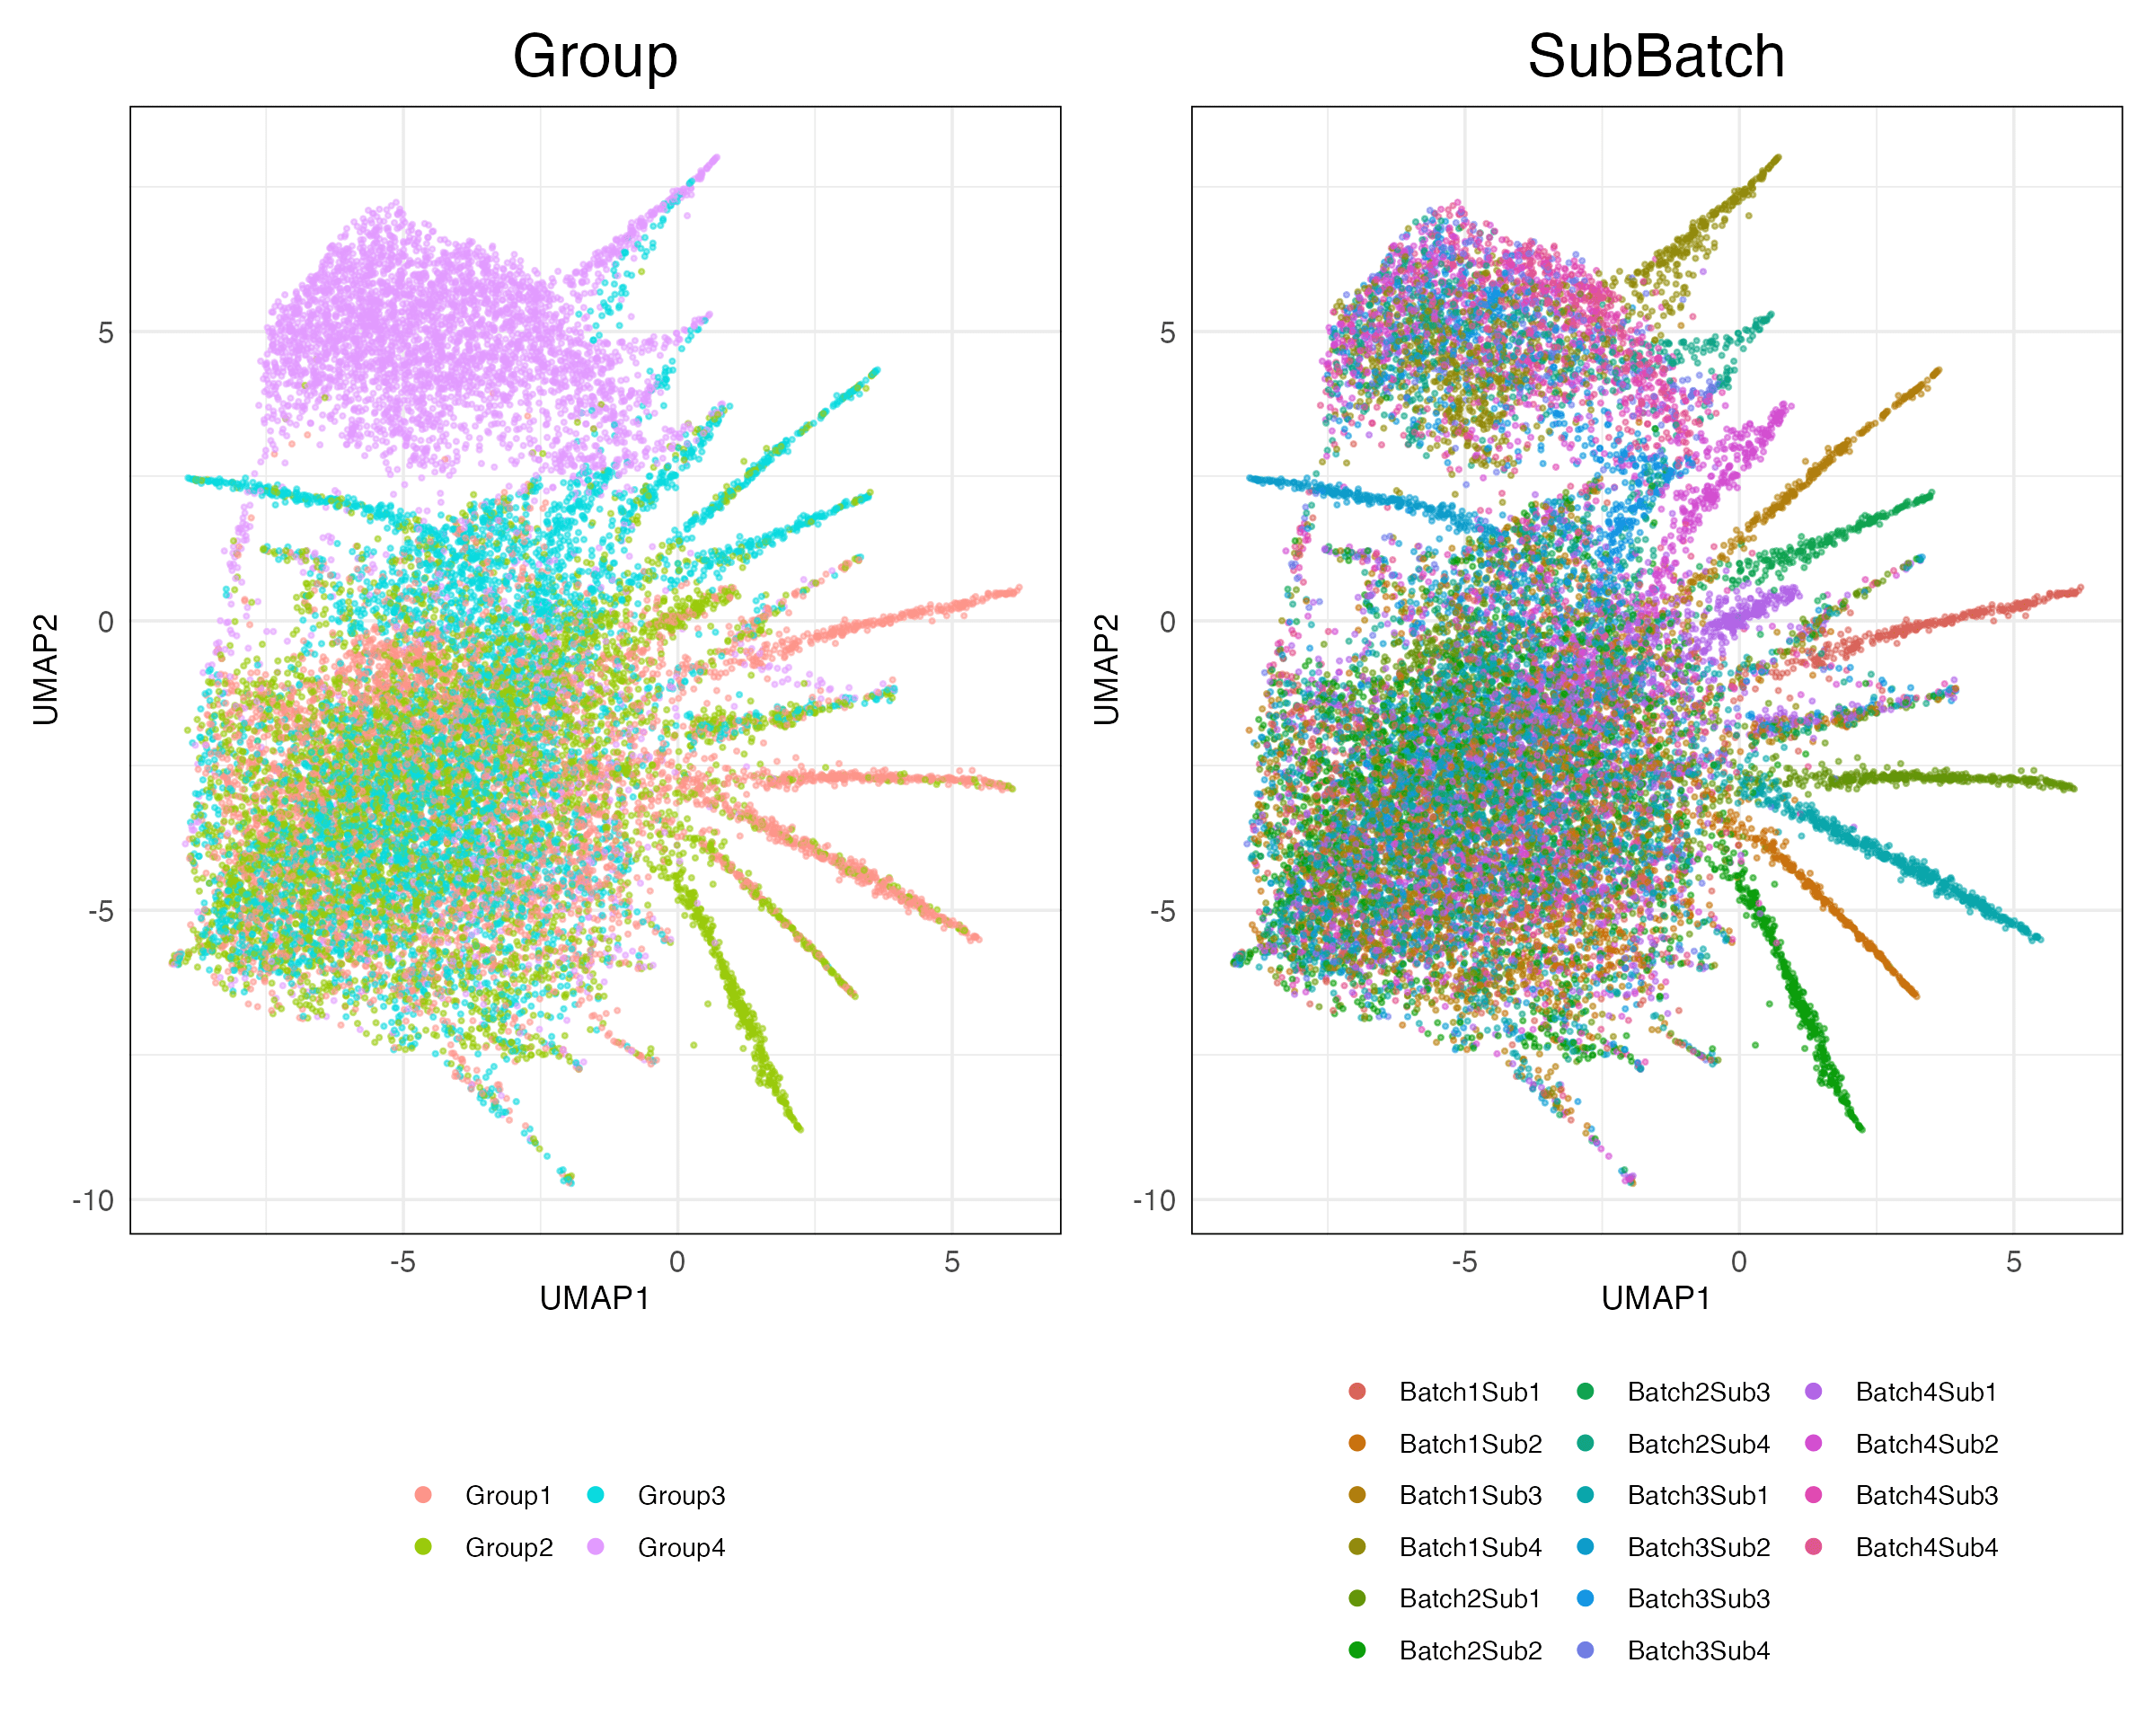 Group
SubBatch
5
0
-5
-10
UMAP2
-5 0 5
UMAP1
5
0
-5
-10
UMAP2
-5 0 5
UMAP1
Group1 Group3
Group2 Group4
Batch1Sub1 Batch2Sub3 Batch4Sub1
Batch1Sub2 Batch2Sub4 Batch4Sub2
Batch1Sub3 Batch3Sub1 Batch4Sub3
Batch1Sub4 Batch3Sub2 Batch4Sub4
Batch2Sub1 Batch3Sub3
Batch2Sub2 Batch3Sub4